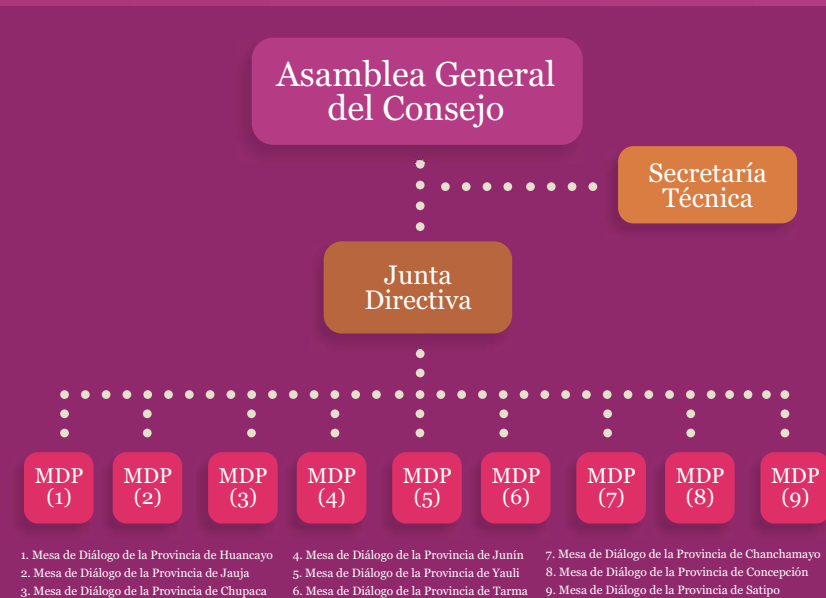 Asamblea General
del Consejo
Secretaría
Técnica
Junta
Directiva
MDP
(1)
MDP
(2)
MDP
(3)
MDP
(4)
MDP
(5)
MDP
(6)
MDP
(7)
MDP
(8)
MDP
(9)
1. Mesa de Diálogo de la Provincia de Huancayo
2. Mesa de Diálogo de la Provincia de Jauja
3. Mesa de Diálogo de la Provincia de Chupaca
4. Mesa de Diálogo de la Provincia de Junín
5. Mesa de Diálogo de la Provincia de Yauli
6. Mesa de Diálogo de la Provincia de Tarma
7. Mesa de Diálogo de la Provincia de Chanchamayo
8. Mesa de Diálogo de la Provincia de Concepción
9. Mesa de Diálogo de la Provincia de Satipo